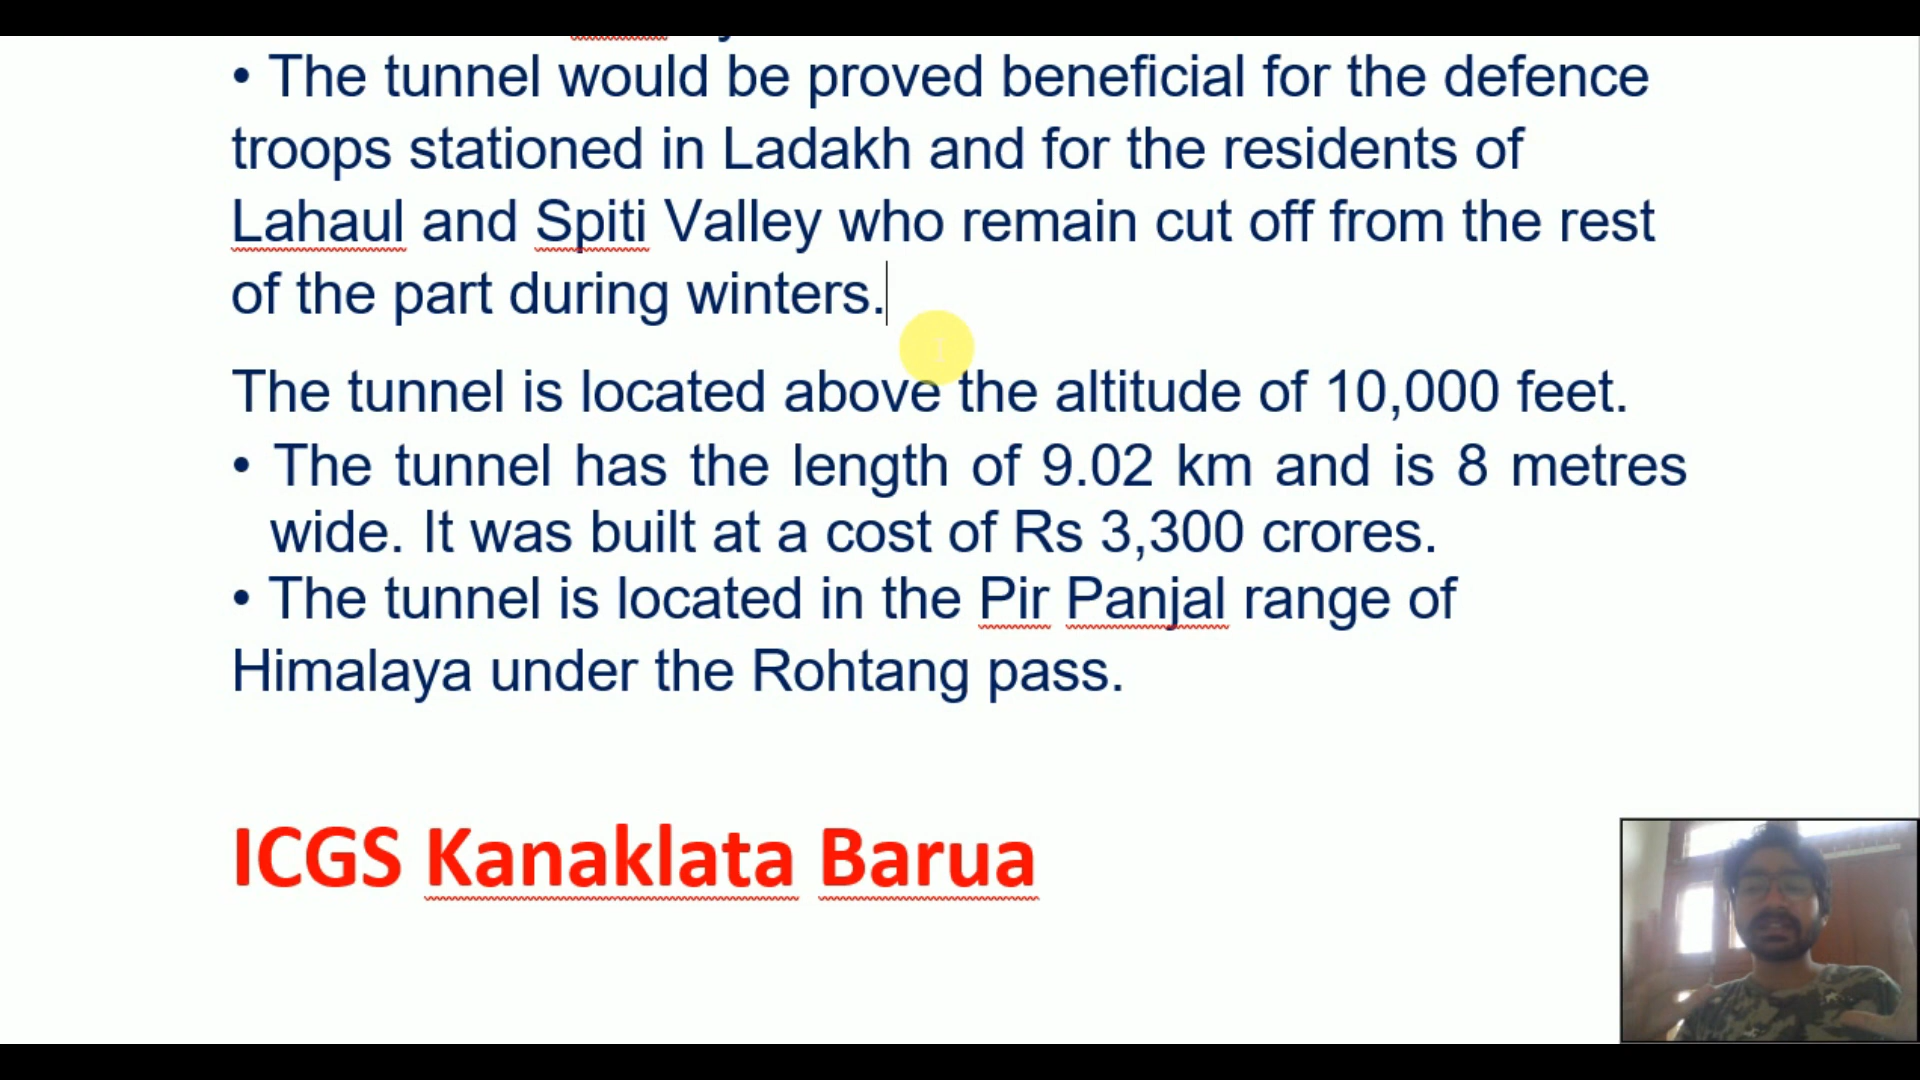 • The tunnel would be proved beneficial for the defence
troops stationed in Ladakh and for the residents of
Lahaul and Spiti Valley who remain cut off from the rest
of the part during winters.
The tunnel is located above the altitude of 10,000 feet.
• The tunnel has the length of 9.02 km and is 8 metres
wide. It was built at a cost of Rs 3,300 crores.
• The tunnel is located in the Pir Panjal range of
Himalaya under the Rohtang pass.
ICGS Kanaklata Barua